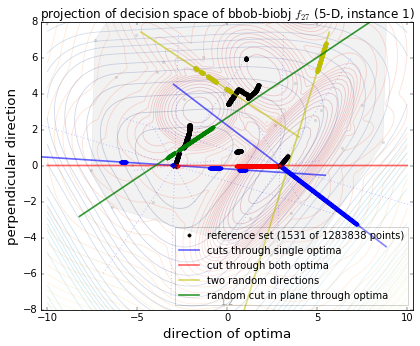 projection of decision space of bbob-biobj f27 (5-D, instance 1)
perpendicular direction
8
6
4
2
0
−2
−4
−6
−8
reference set (1531 of 1283838 points)
cuts through single optima
cut through both optima
two random directions
random cut in plane through optima
−10
−5
0
5
10
direction of optima